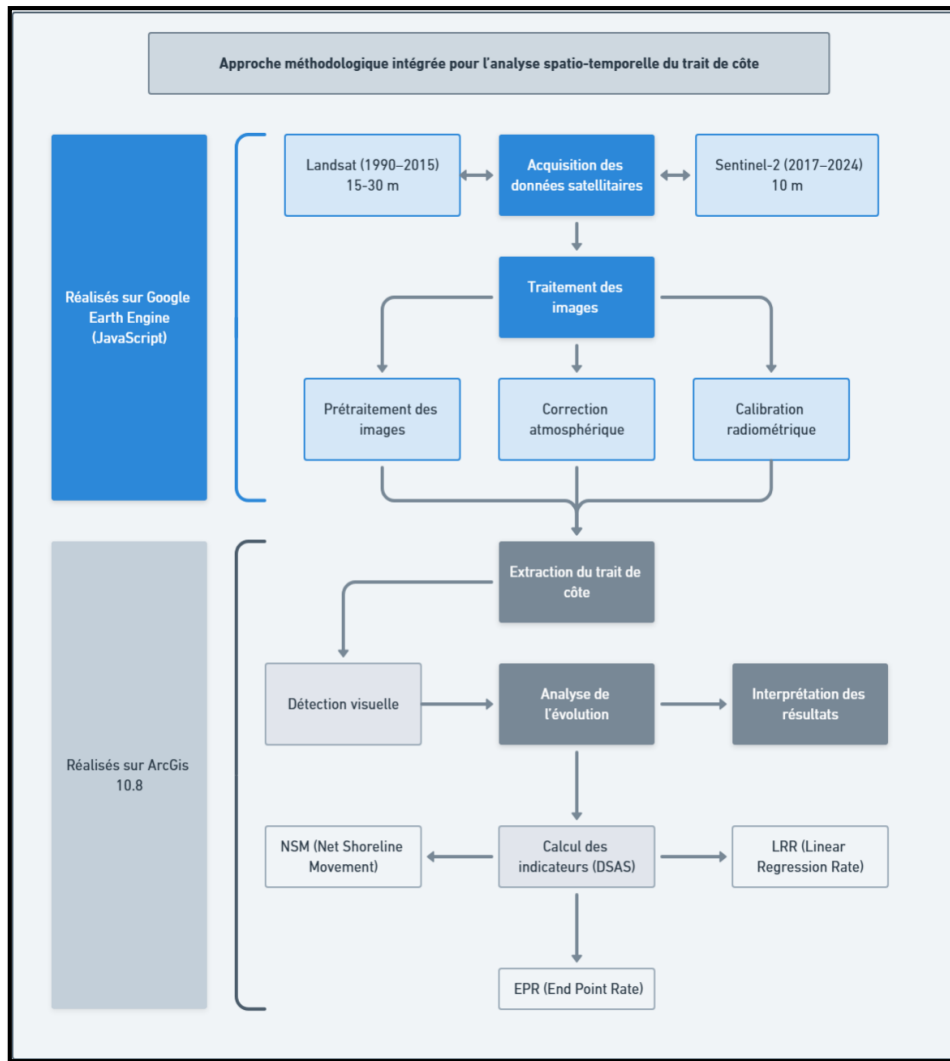 Approche méthodologique intégrée pour l'analyse spatio-temporelle du trait de côte
Landsat (1990–2015)
15-30 m
Acquisition des
données satellitaires
Sentinel-2 (2017–2024)
10 m
Réalisés sur Google
Earth Engine
(JavaScript)
Traitement des
images
Prétraitement des
images
Correction
atmosphérique
Calibration
radiométrique
Extraction du trait de
côte
Détection visuelle
Analyse de
l'évolution
Interprétation des
résultats
Réalisés sur ArcGis
10.8
NSM (Net Shoreline
Movement)
Calcul des
indicateurs (DSAS)
LRR (Linear
Regression Rate)
EPR (End Point Rate)